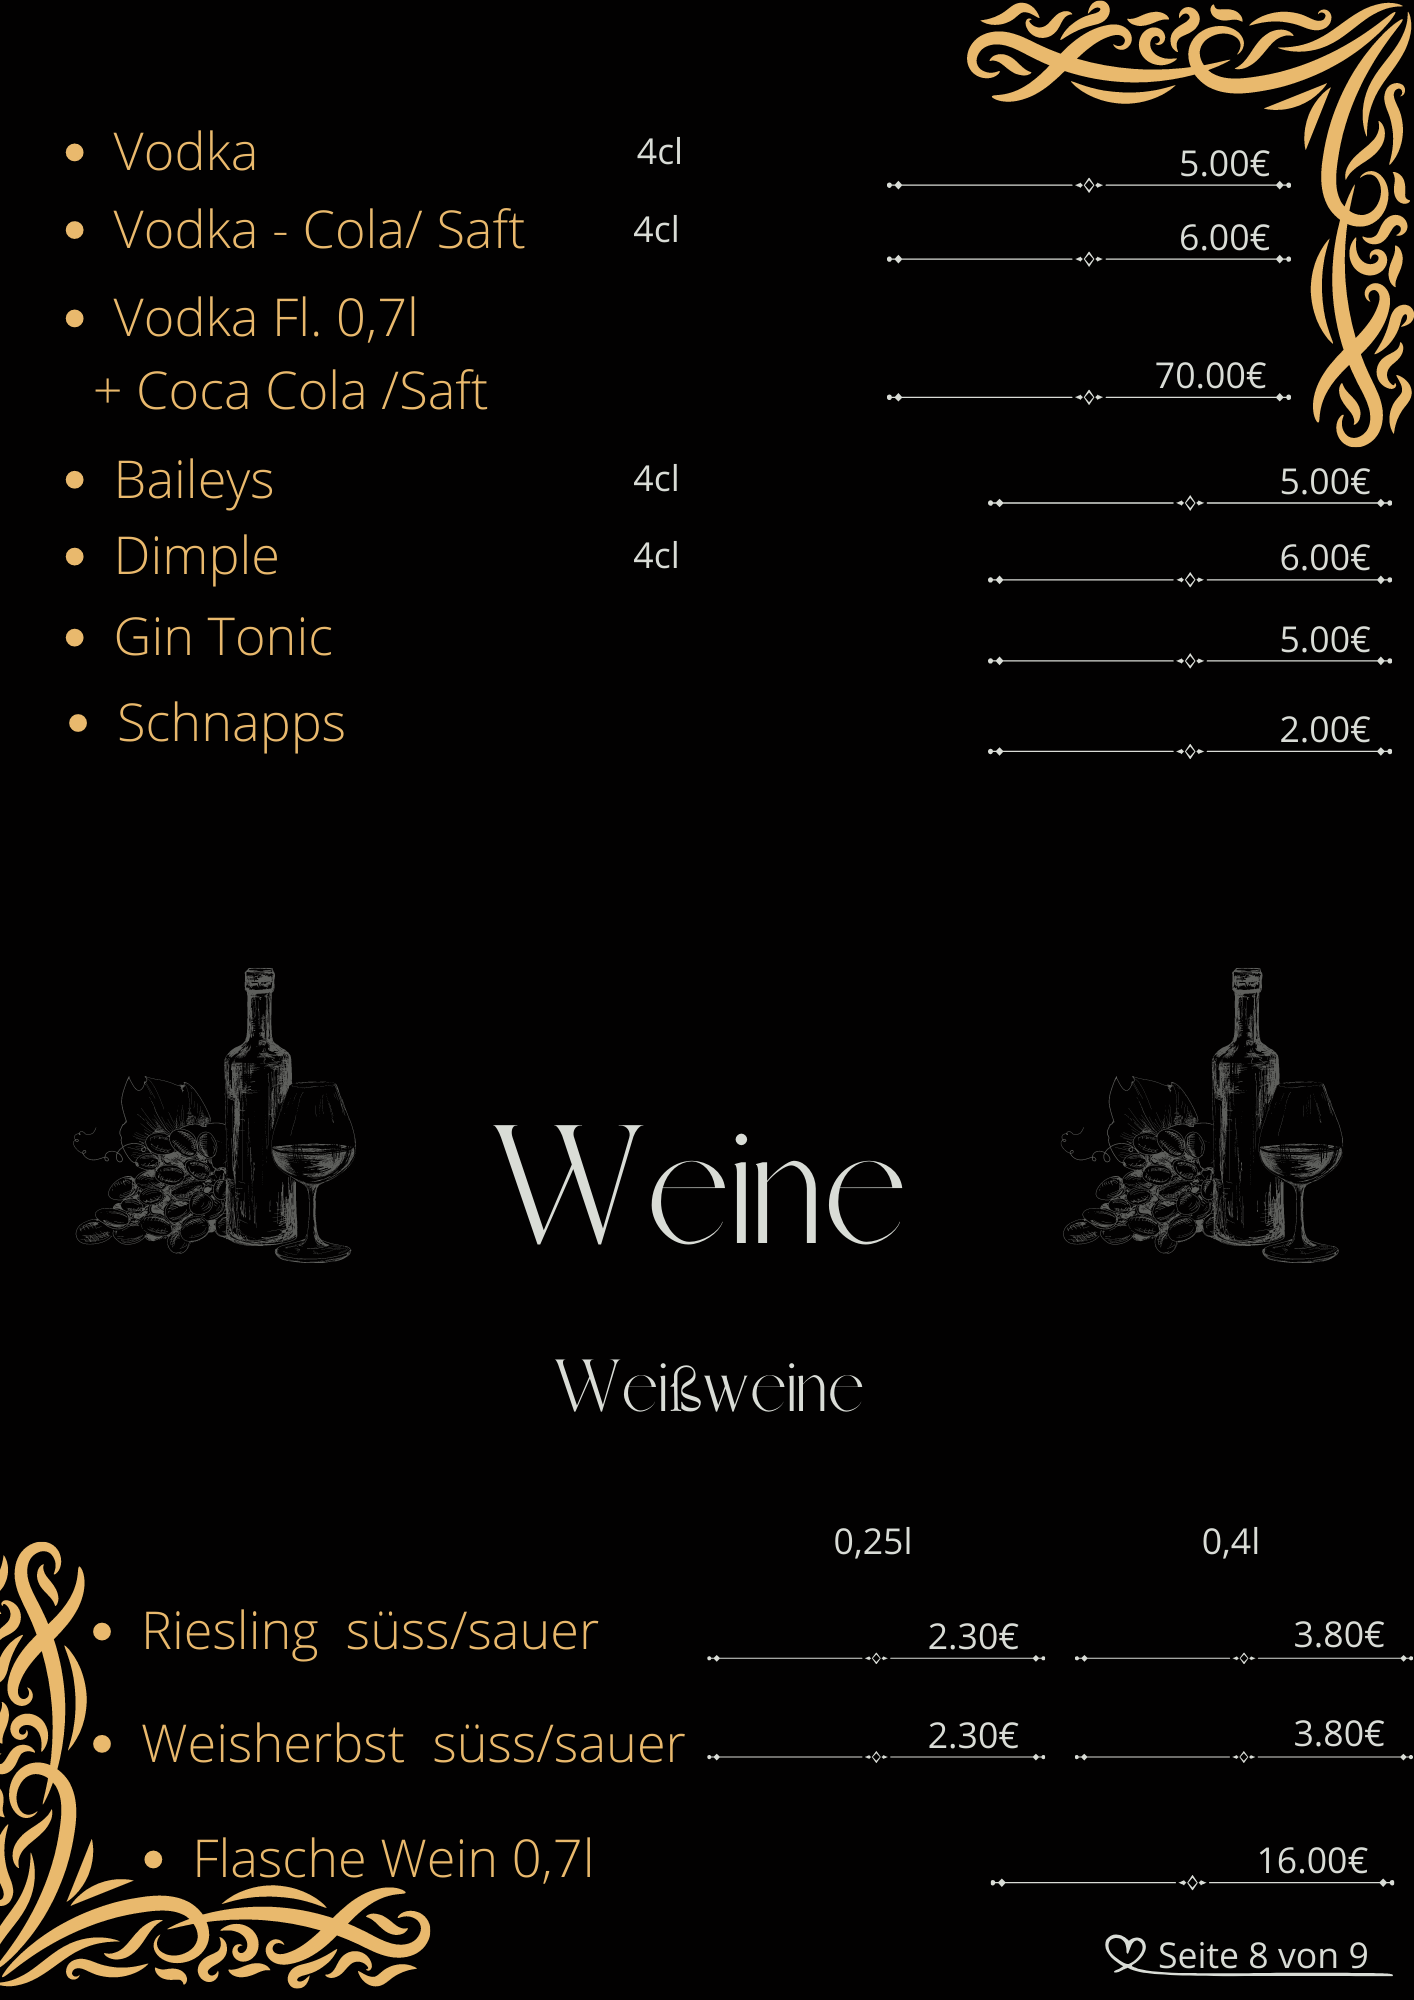 Vodka 4cl 5.00€
Vodka - Cola/ Saft 4cl 6.00€
Vodka Fl. 0,7l
+ Coca Cola /Saft 70.00€
Baileys 4cl 5.00€
Dimple 4cl 6.00€
Gin Tonic 5.00€
Schnapps 2.00€
Weine
Weißweine
0,25l 0,4l
Riesling süss/sauer 2.30€ 3.80€
Weisherbst süss/sauer 2.30€ 3.80€
Flasche Wein 0,7l 16.00€
Seite 8 von 9